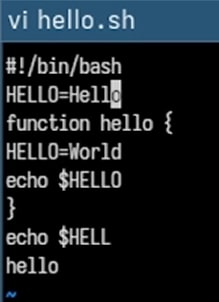 vi hello.sh
#!/bin/bash
HELLO=Hello
function hello {
HELLO=World
echo $HELLO
}
echo $HELL
hello
~